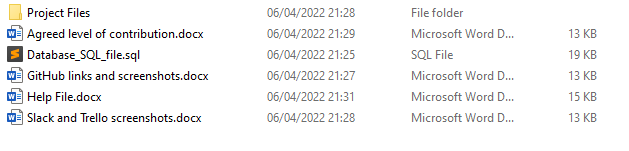 Project Files 06/04/2022 21:28 File folder
Agreed level of contribution.docx 06/04/2022 21:28 Microsoft Word D... 13 KB
Database_SQL_file.sql 06/04/2022 21:25 SQL File 19 KB
GitHub links and screenshots.docx 06/04/2022 21:27 Microsoft Word D... 13 KB
Help File.docx 06/04/2022 21:31 Microsoft Word D... 15 KB
Slack and Trello screenshots.docx 06/04/2022 21:28 Microsoft Word D... 13 KB